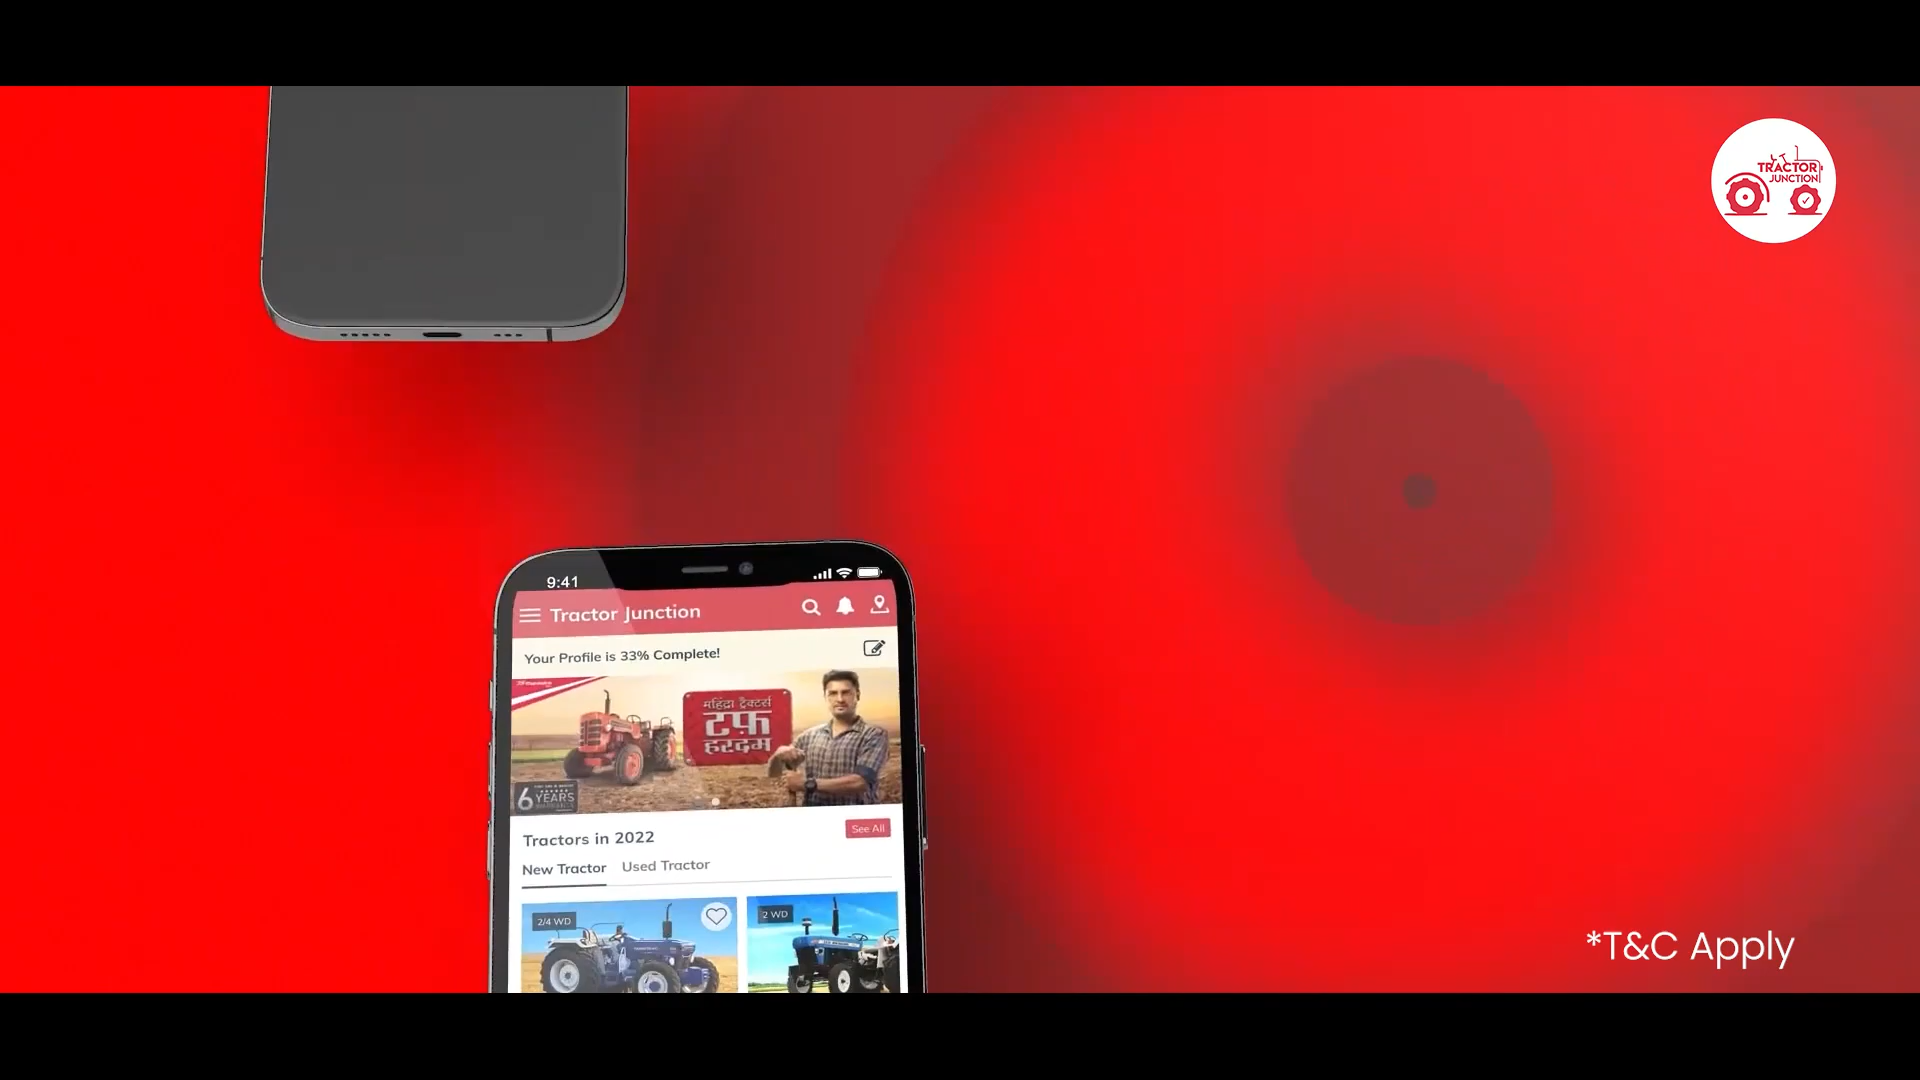 TRACTOR
JUNCTION
9:41
Tractor Junction
Your Profile is 33% Complete!
महिंद्रा ट्रैक्टर्स
टफ़
हरदम
6 YEARS
Tractors in 2022
See All
New Tractor Used Tractor
2/4 WD
2 WD
*T&C Apply